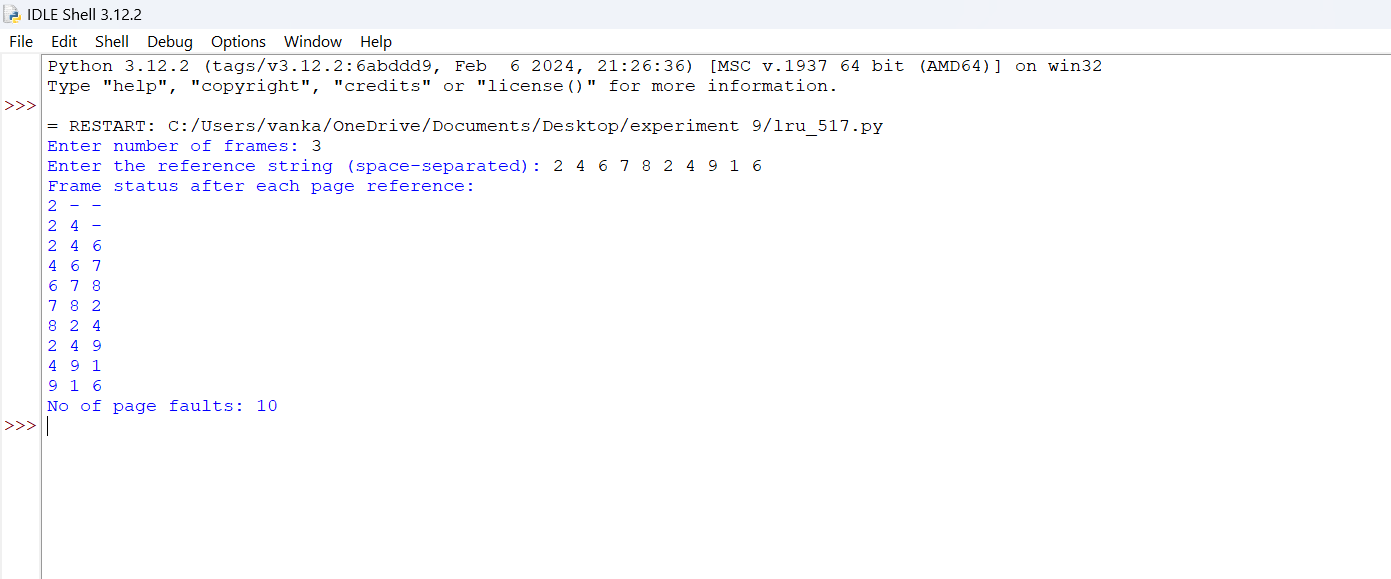 IDLE Shell 3.12.2
File Edit Shell Debug Options Window Help
Python 3.12.2 (tags/v3.12.2:6abddd9, Feb  6 2024, 21:26:36) [MSC v.1937 64 bit (AMD64)] on win32
Type "help", "copyright", "credits" or "license()" for more information.
>>>
= RESTART: C:/Users/vanka/OneDrive/Documents/Desktop/experiment 9/lru_517.py
Enter number of frames: 3
Enter the reference string (space-separated): 2 4 6 7 8 2 4 9 1 6
Frame status after each page reference:
2 - -
2 4 -
2 4 6
4 6 7
6 7 8
7 8 2
8 2 4
2 4 9
4 9 1
9 1 6
No of page faults: 10
>>>